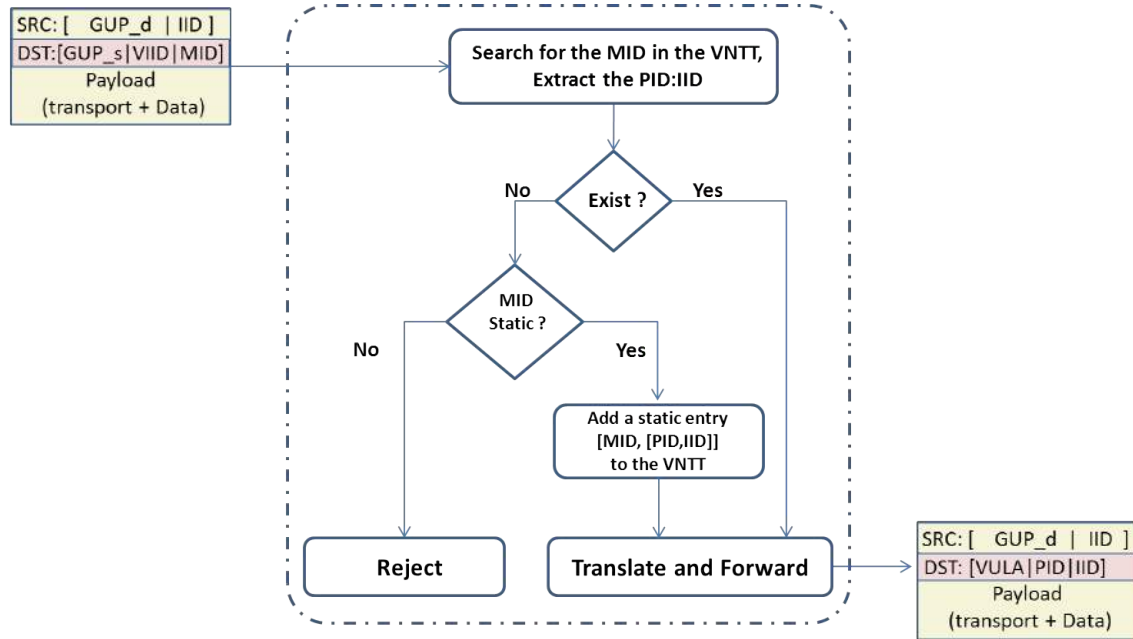 SRC: [ GUP_d | IID ]
DST:[GUP_s|VIID|MID]
Payload
(transport + Data)
Search for the MID in the VNTT,
Extract the PID:IID
Exist ?
No
Yes
MID
Static ?
No
Yes
Add a static entry
[MID, [PID,IID]]
to the VNTT
Reject
Translate and Forward
SRC: [ GUP_d | IID ]
DST: [VULA|PID|IID]
Payload
(transport + Data)